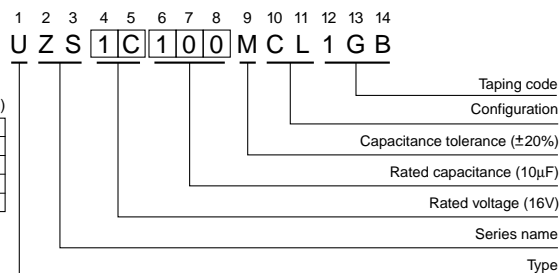 1 2 3 4 5 6 7 8 9 10 11 12 13 14
U Z S 1 C 1 0 0 M C L 1 G B
)
Taping code
Configuration
Capacitance tolerance (±20%)
Rated capacitance (10µF)
Rated voltage (16V)
Series name
Type